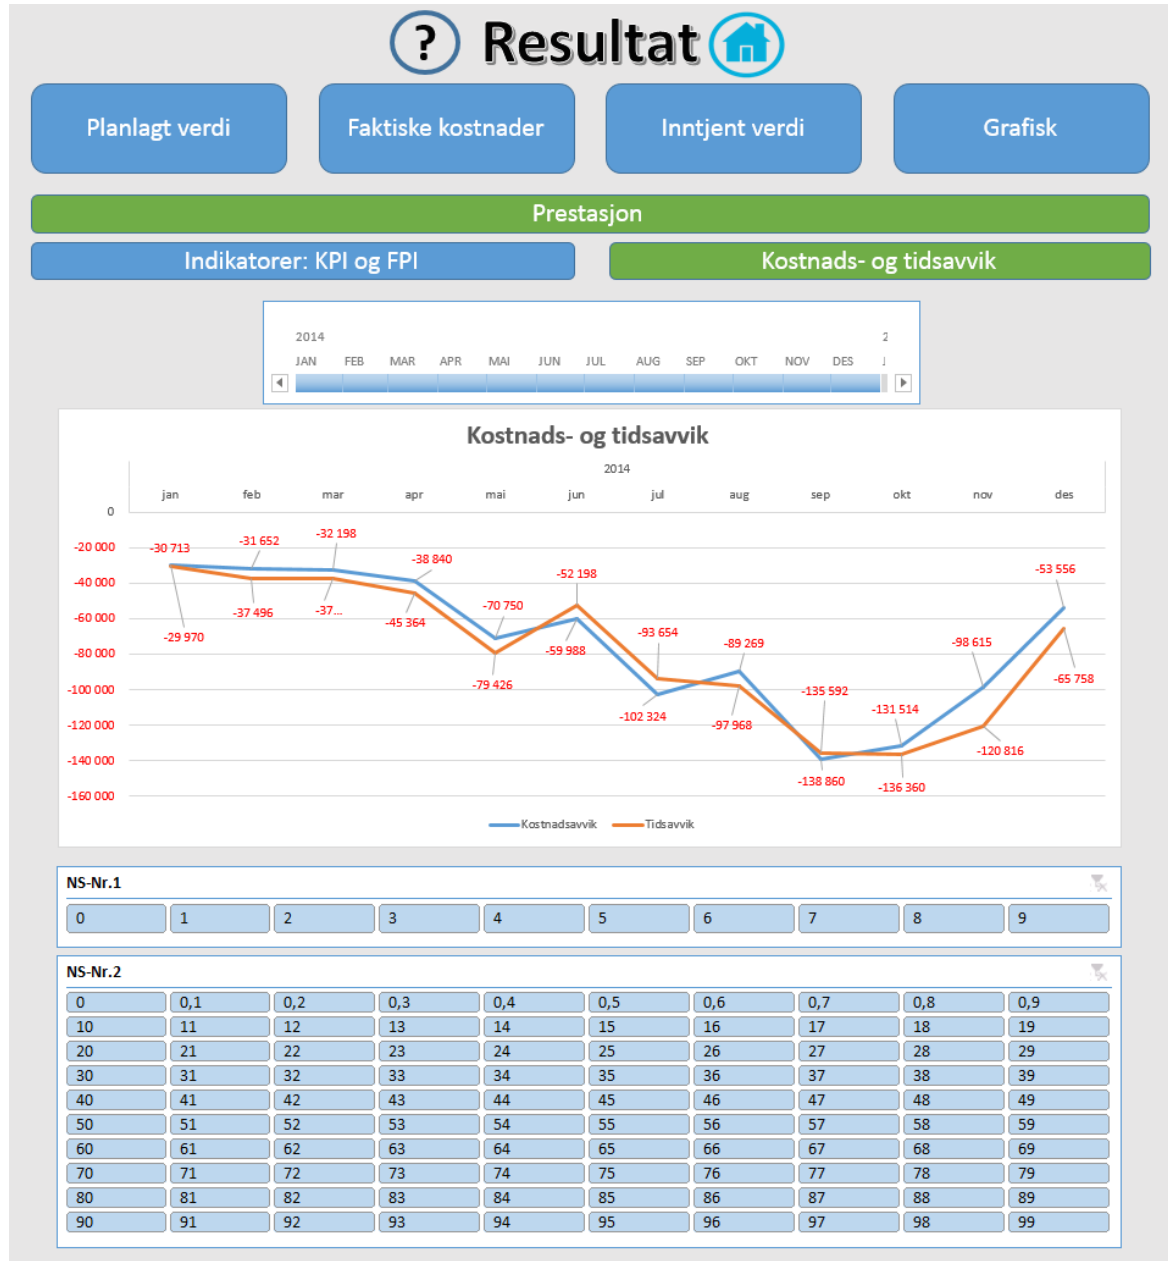 ? Resultat
Planlagt verdi Faktiske kostnader Inntjent verdi Grafisk
Prestasjon
Indikatorer: KPI og FPI Kostnads- og tidsavvik
2014 2
JAN FEB MAR APR MAI JUN JUL AUG SEP OKT NOV DES J
Kostnads- og tidsavvik
2014
jan feb mar apr mai jun jul aug sep okt nov des
0
-20 000
-40 000
-60 000
-80 000
-100 000
-120 000
-140 000
-160 000
-30 713 -31 652 -32 198 -38 840 -70 750 -52 198 -93 654 -89 269 -135 592 -131 514 -98 615 -53 556
-29 970 -37 496 -37... -45 364 -79 426 -59 988 -102 324 -97 968 -138 860 -136 360 -120 816 -65 758
Kostnadsavvik Tidsavvik
NS-Nr.1
0 1 2 3 4 5 6 7 8 9
NS-Nr.2
0 0,1 0,2 0,3 0,4 0,5 0,6 0,7 0,8 0,9
10 11 12 13 14 15 16 17 18 19
20 21 22 23 24 25 26 27 28 29
30 31 32 33 34 35 36 37 38 39
40 41 42 43 44 45 46 47 48 49
50 51 52 53 54 55 56 57 58 59
60 61 62 63 64 65 66 67 68 69
70 71 72 73 74 75 76 77 78 79
80 81 82 83 84 85 86 87 88 89
90 91 92 93 94 95 96 97 98 99